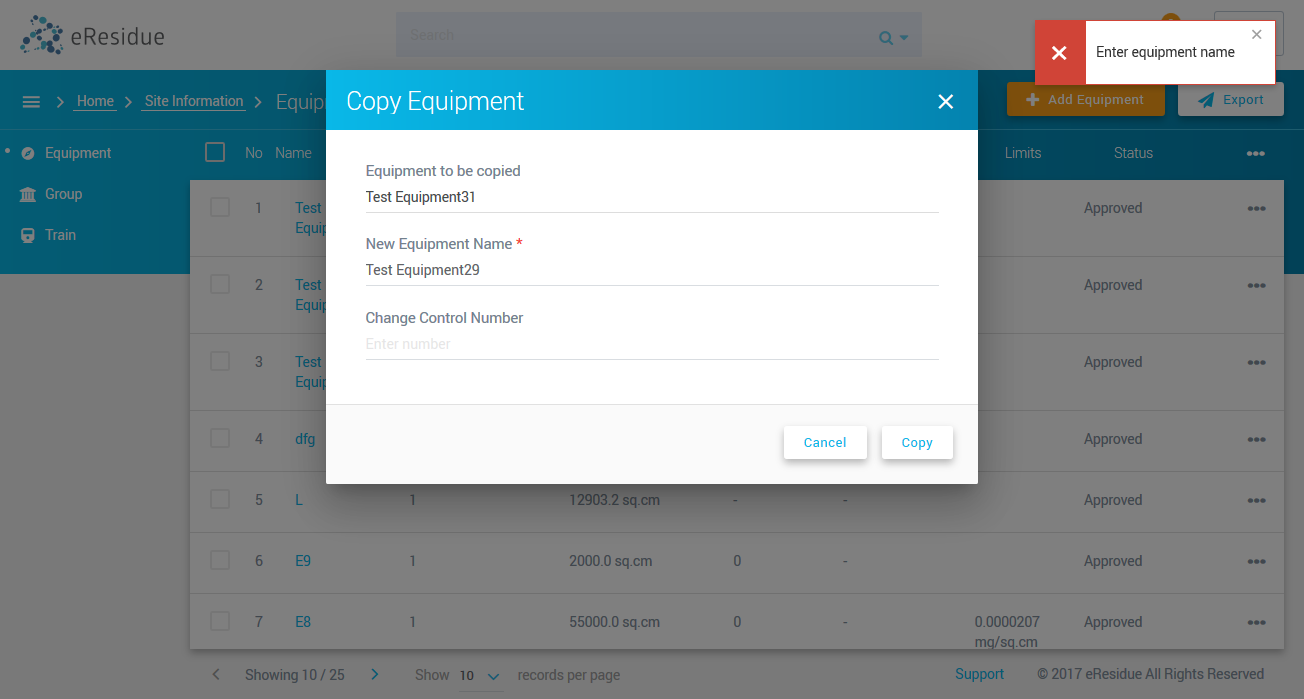 eResidue
Search
Enter equipment name
Home
Site Information
Equip
Add Equipment
Export
Copy Equipment
Equipment
Group
Train
No Name Limits Status
Equipment to be copied
Test Equipment31
New Equipment Name *
Test Equipment29
Change Control Number
Enter number
Cancel Copy
1 Test Approved
Equip
2 Test Approved
Equip
3 Test Approved
Equip
4 dfg Approved
5 L 1 12903.2 sq.cm - - Approved
6 E9 1 2000.0 sq.cm 0 - Approved
7 E8 1 55000.0 sq.cm 0 - 0.0000207 Approved
mg/sq.cm
Showing 10 / 25 Show 10 records per page Support © 2017 eResidue All Rights Reserved